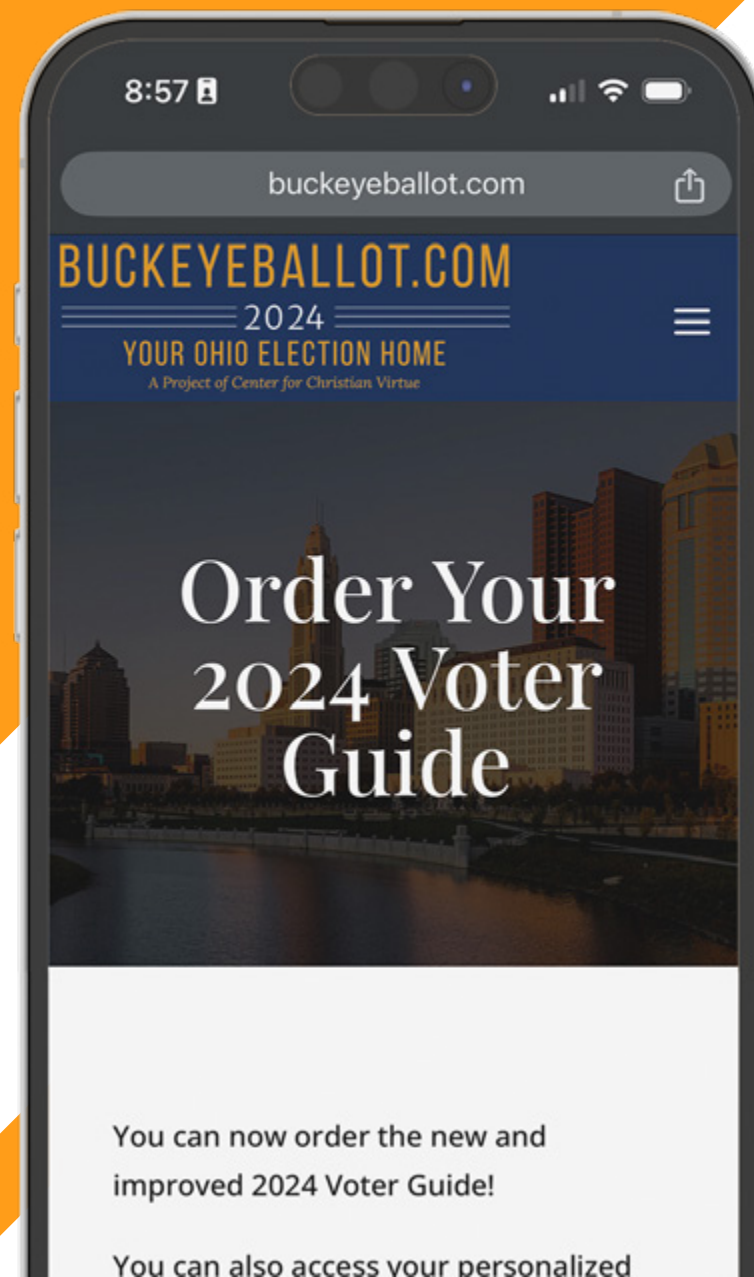 8:57
buckeyeballot.com
BUCKEYEBALLOT.COM
2024
YOUR OHIO ELECTION HOME
A Project of Center for Christian Virtue
Order Your
2024 Voter
Guide
You can now order the new and
improved 2024 Voter Guide!
You can also access your personalized